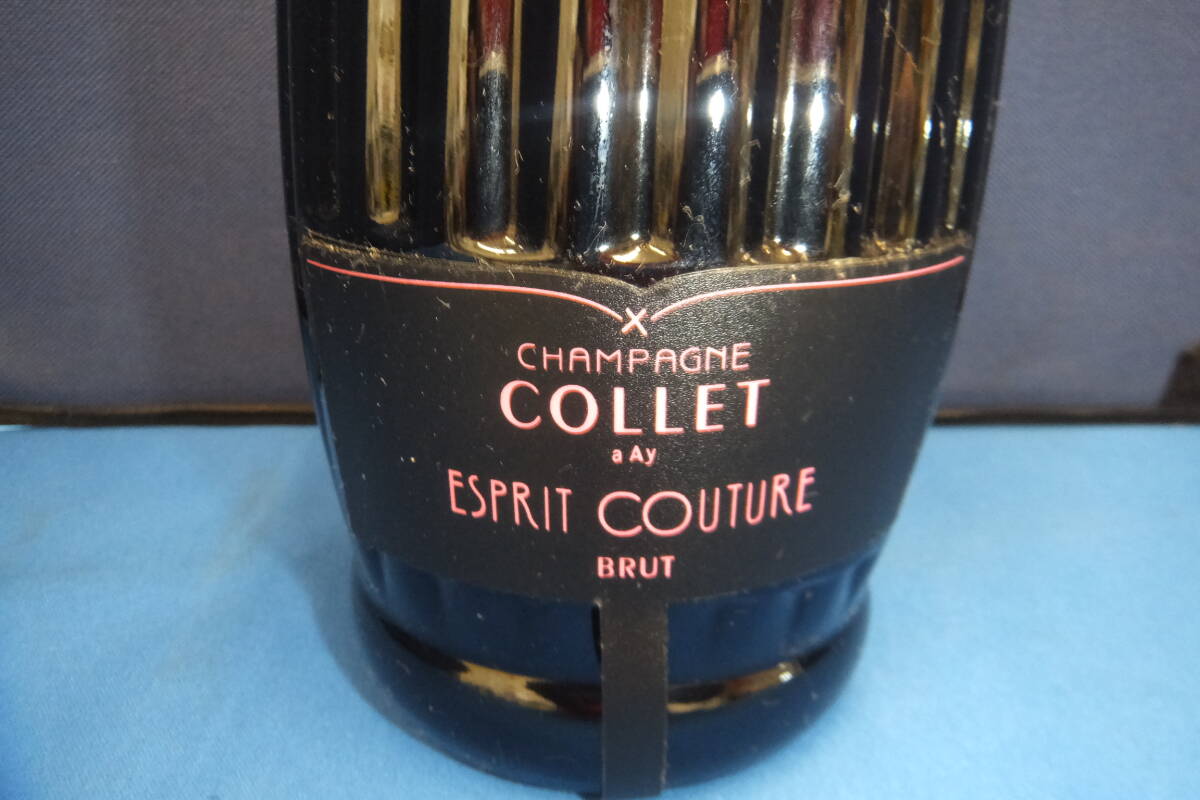 CHAMPAGNE
COLLET
a Ay
ESPRIT COUTURE
BRUT